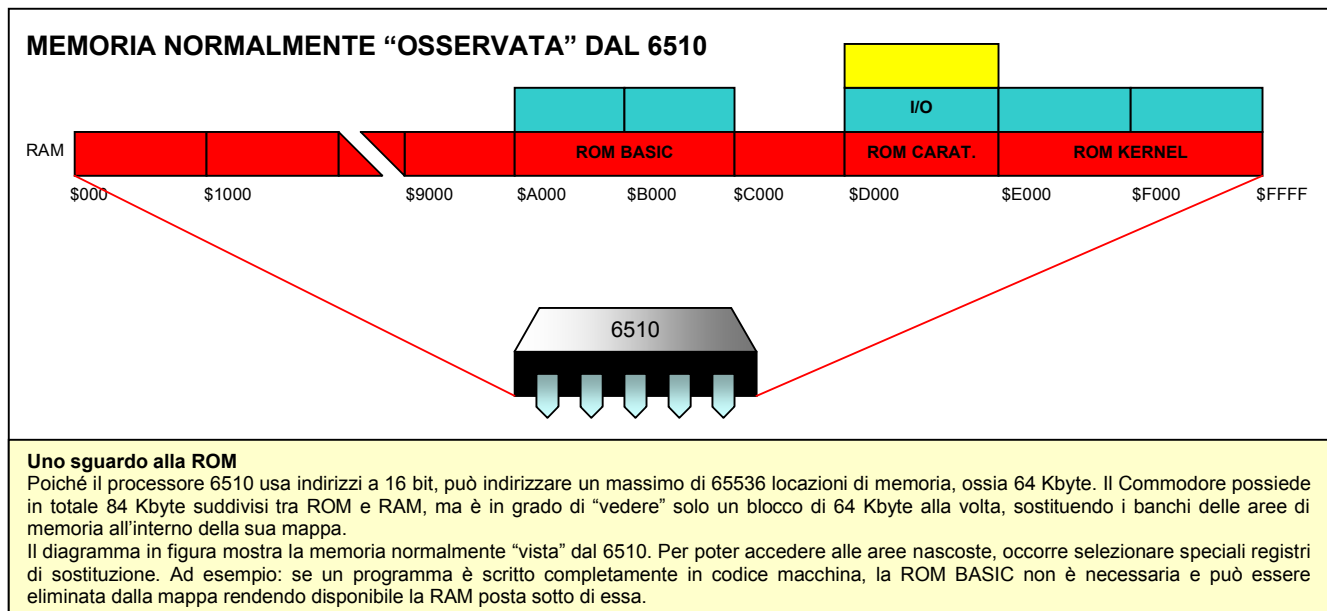 MEMORIA NORMALMENTE “OSSERVATA” DAL 6510
I/O
RAM
ROM BASIC
ROM CARAT.
ROM KERNEL
$000 $1000 $9000 $A000 $B000 $C000 $D000 $E000 $F000 $FFFF
6510
Uno sguardo alla ROM
Poiché il processore 6510 usa indirizzi a 16 bit, può indirizzare un massimo di 65536 locazioni di memoria, ossia 64 Kbyte. Il Commodore possiede
in totale 84 Kbyte suddivisi tra ROM e RAM, ma è in grado di “vedere” solo un blocco di 64 Kbyte alla volta, sostituendo i banchi delle aree di
memoria all’interno della sua mappa.
Il diagramma in figura mostra la memoria normalmente “vista” dal 6510. Per poter accedere alle aree nascoste, occorre selezionare speciali registri
di sostituzione. Ad esempio: se un programma è scritto completamente in codice macchina, la ROM BASIC non è necessaria e può essere
eliminata dalla mappa rendendo disponibile la RAM posta sotto di essa.